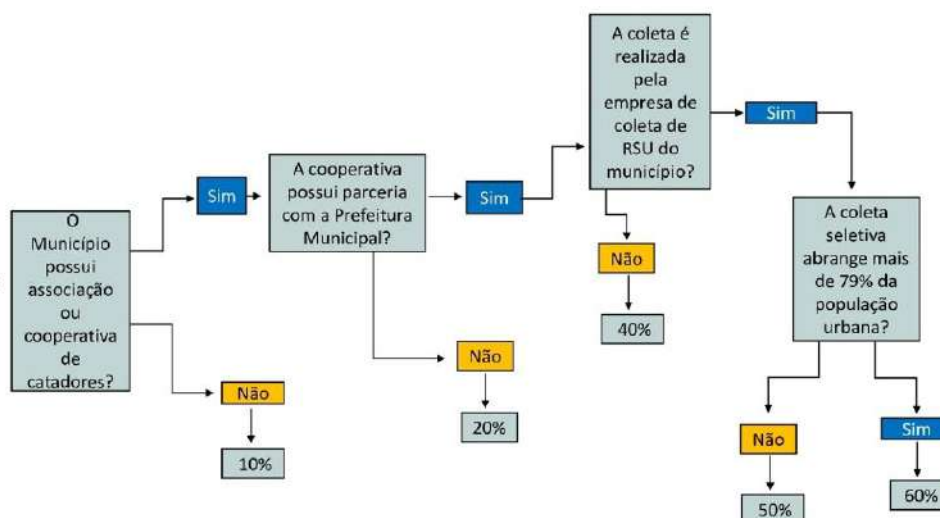 O
Município
possui
associação
ou
cooperativa
de
catadores?
Sim
Não
10%
A cooperativa
possui parceria
com a Prefeitura
Municipal?
Sim
Não
20%
A coleta é
realizada
pela
empresa de
coleta de
RSU do
município?
Sim
Não
40%
A coleta
seletiva
abrange mais
de 79% da
população
urbana?
Não
50%
Sim
60%